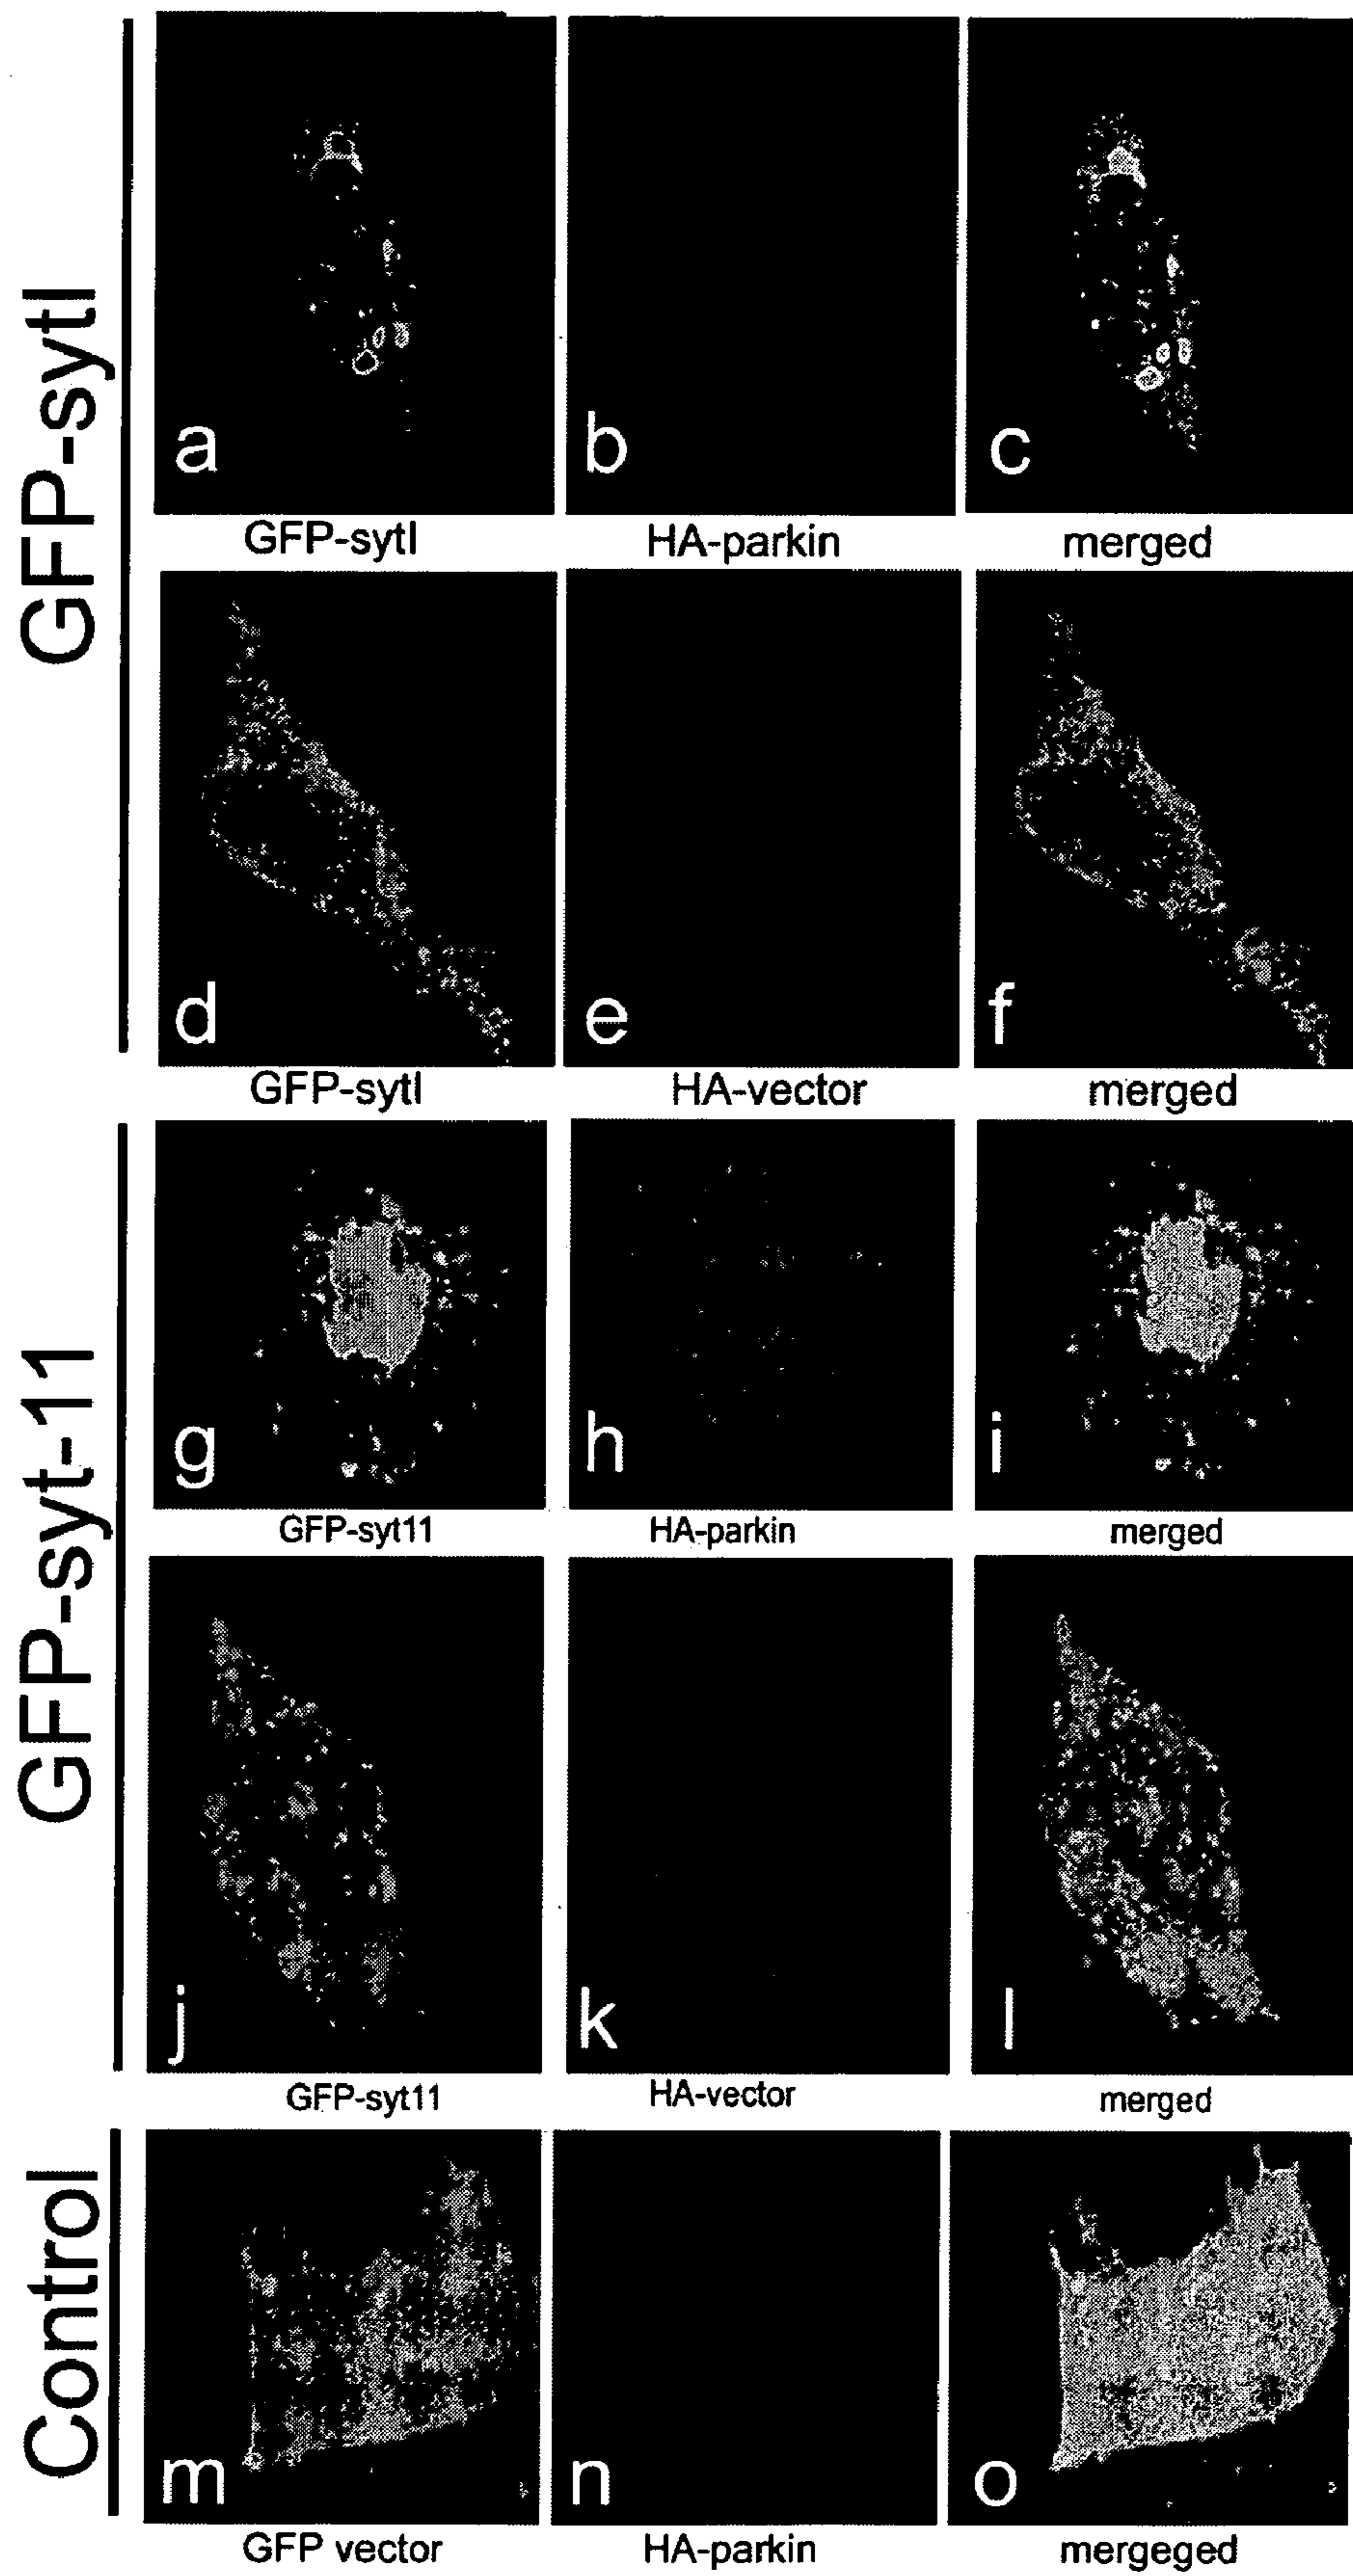 GFP-sytI
a b c
GFP-sytI HA-parkin merged
d e f
GFP-sytI HA-vector merged
GFP-syt-11
g h i
GFP-syt11 HA-parkin merged
j k l
GFP-syt11 HA-vector merged
Control
m n o
GFP vector HA-parkin mergeged